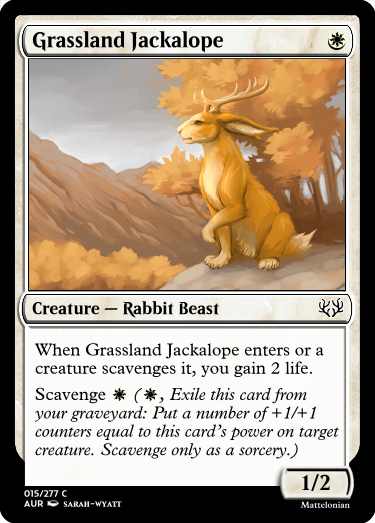 Grassland Jackalope
Creature — Rabbit Beast
When Grassland Jackalope enters or a
creature scavenges it, you gain 2 life.
Scavenge (, Exile this card from
your graveyard: Put a number of +1/+1
counters equal to this card's power on target
creature. Scavenge only as a sorcery.)
1/2
015/277 C
AUR SARAH-WYATT
Mattelonian